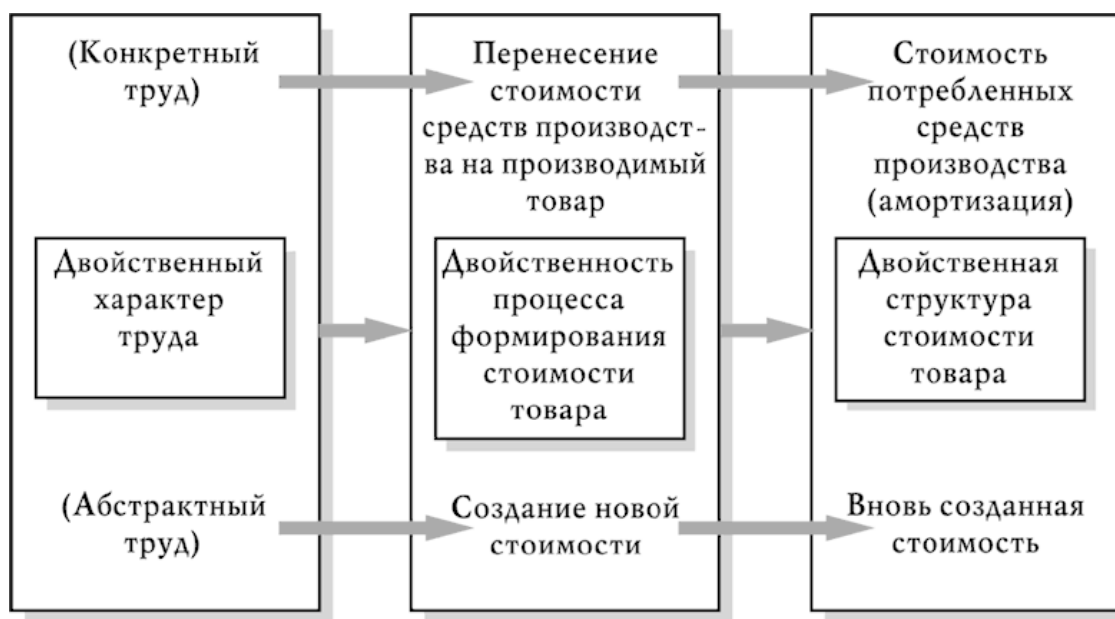 (Конкретный
труд)
Двойственный
характер
труда
(Абстрактный
труд)
Перенесение
стоимости
средств производст-
ва на производимый
товар
Двойственность
процесса
формирования
стоимости
товара
Создание новой
стоимости
Стоимость
потребленных
средств
производства
(амортизация)
Двойственная
структура
стоимости
товара
Вновь созданная
стоимость